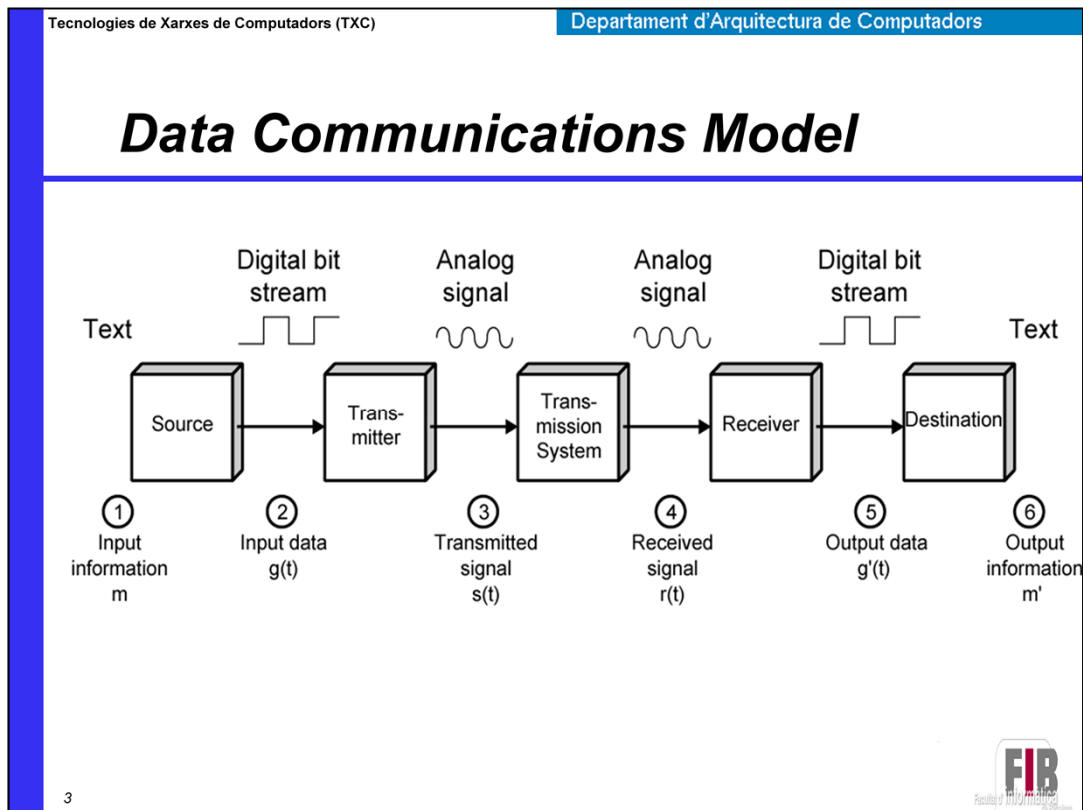 Tecnologies de Xarxes de Computadors (TXC)
Departament d'Arquitectura de Computadors
Data Communications Model
Digital bit
stream
Analog
signal
Analog
signal
Digital bit
stream
Text
Text
Source
Trans-
mitter
Trans-
mission
System
Receiver
Destination
1
Input
information
m
2
Input data
g(t)
3
Transmitted
signal
s(t)
4
Received
signal
r(t)
5
Output data
g'(t)
6
Output
information
m'
3
FIB
Facultat d'Informàtica